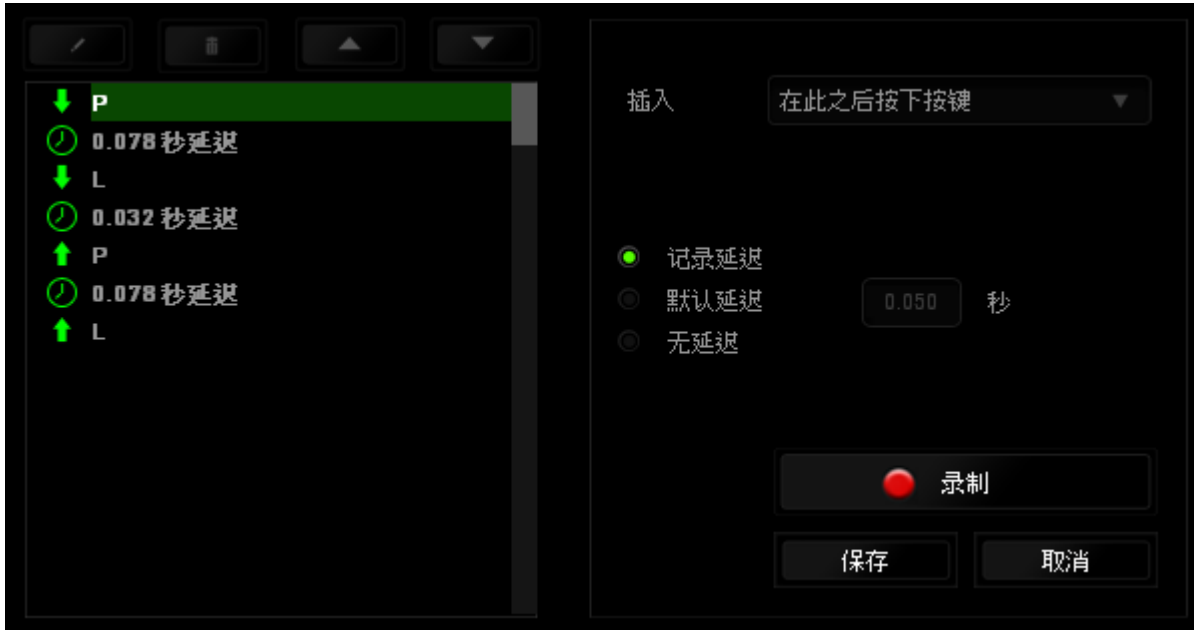 P
0.078 秒延迟
L
0.032 秒延迟
P
0.078 秒延迟
L
插入
在此之后按下按键
记录延迟
默认延迟
0.050 秒
无延迟
录制
保存
取消